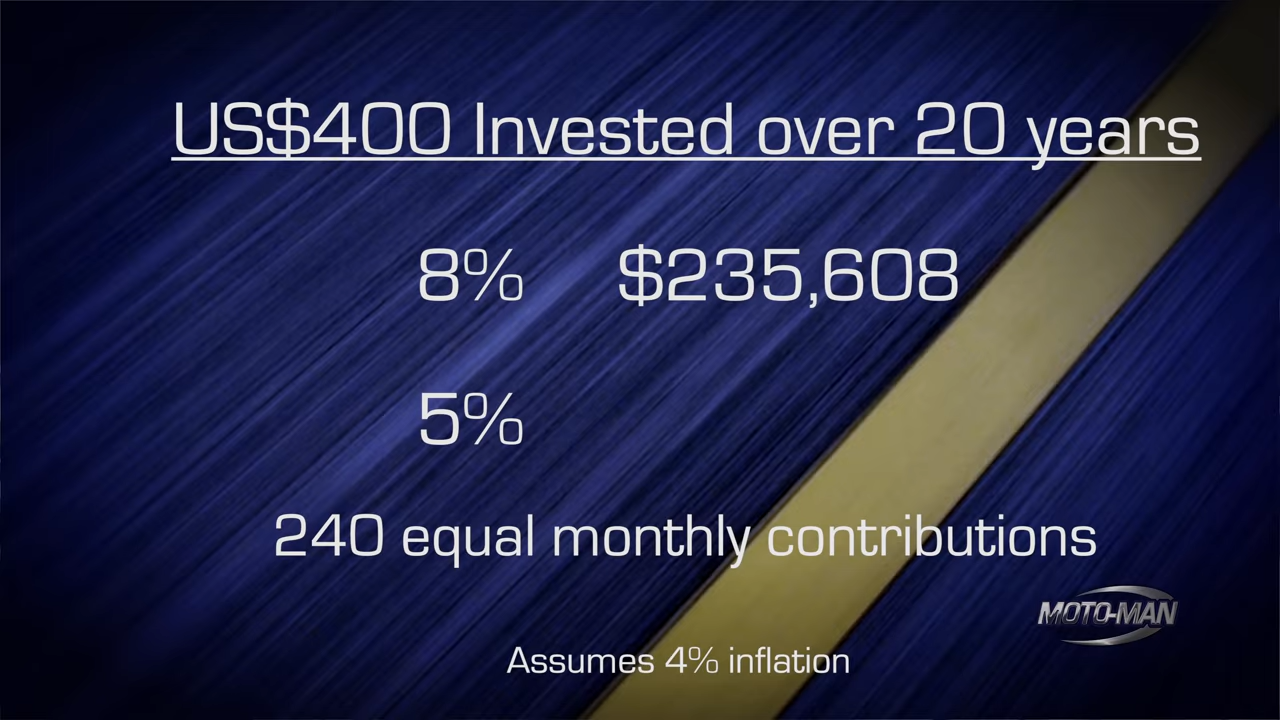 US$400 Invested over 20 years
8% $235,608
5%
240 equal monthly contributions
MOTO-MAN
Assumes 4% inflation